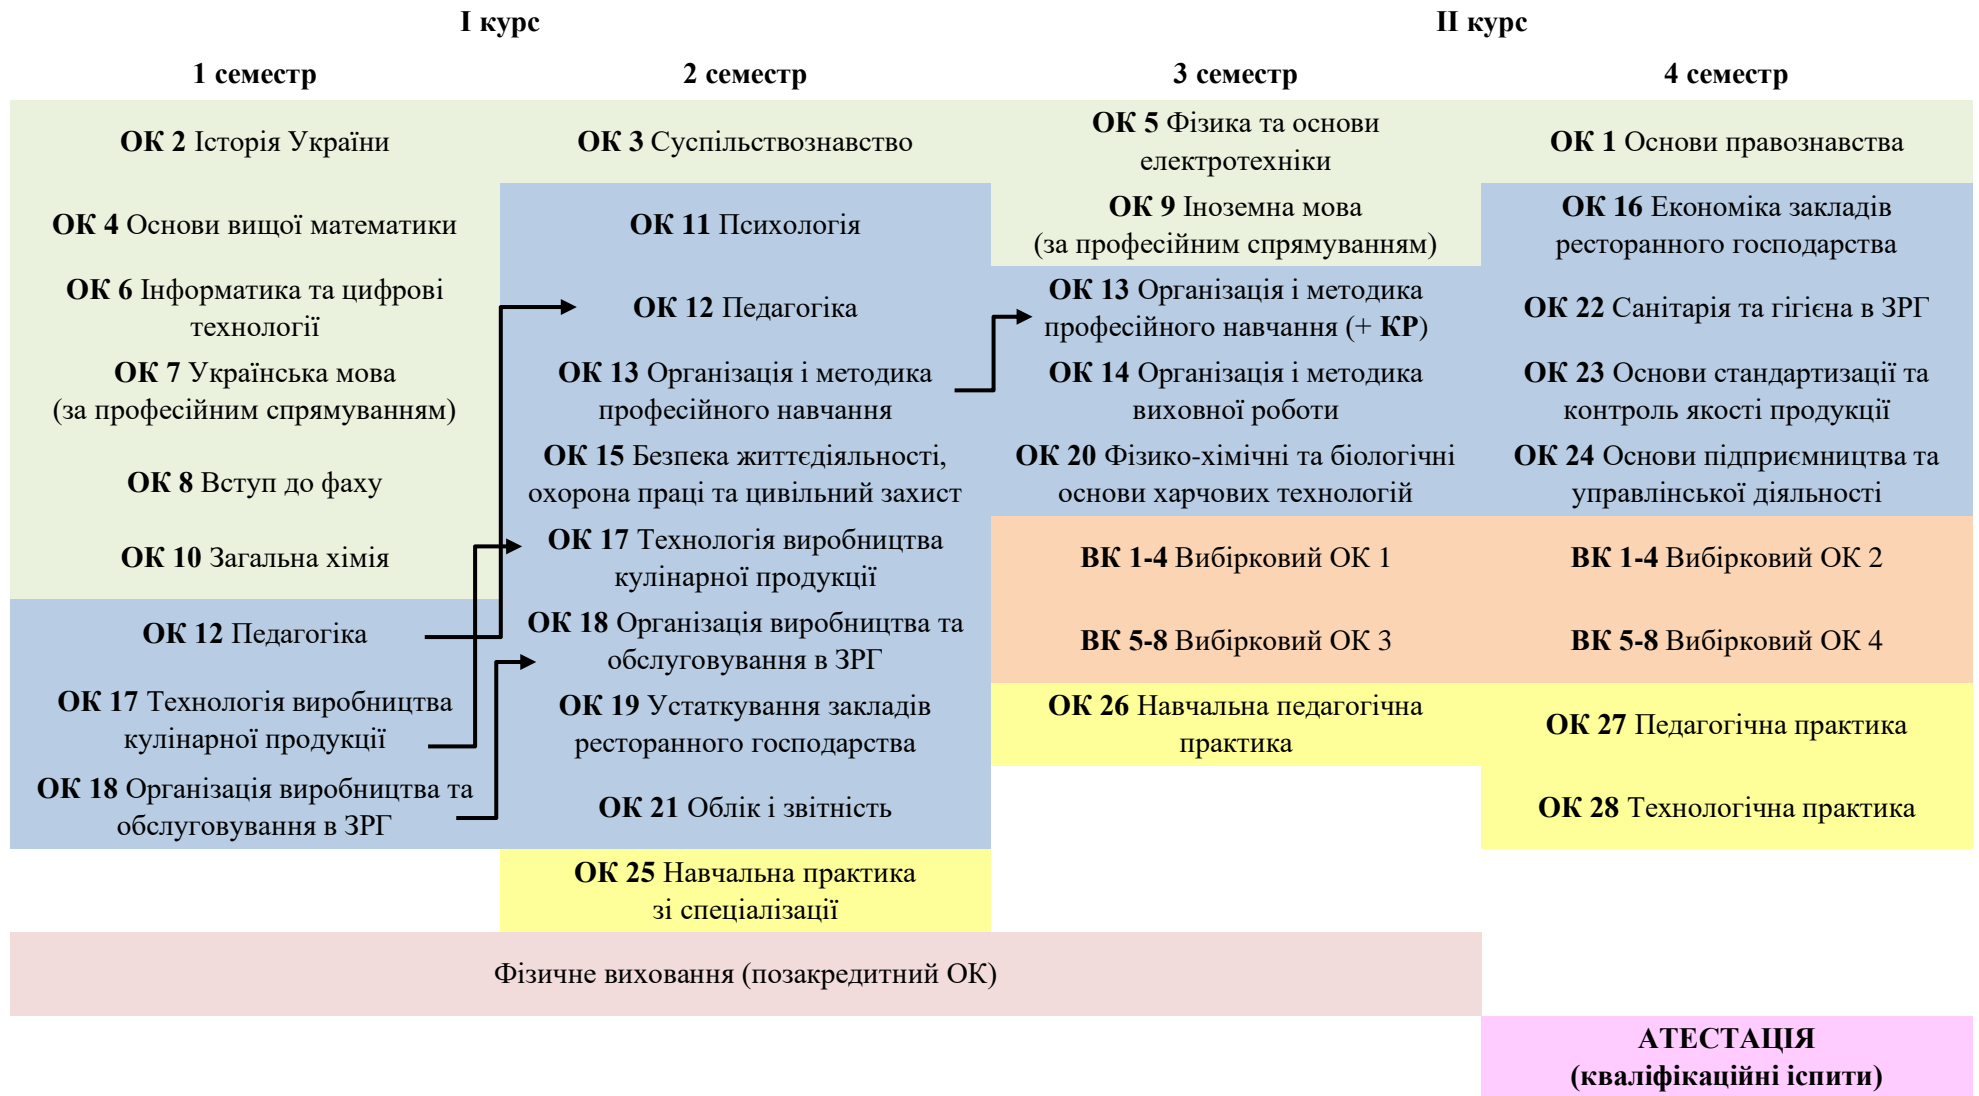 І курс
ІІ курс
1 семестр
2 семестр
3 семестр
4 семестр
ОК 2 Історія України
ОК 3 Суспільствознавство
ОК 5 Фізика та основи
електротехніки
ОК 1 Основи правознавства
ОК 4 Основи вищої математики
ОК 11 Психологія
ОК 9 Іноземна мова
(за професійним спрямуванням)
ОК 16 Економіка закладів
ресторанного господарства
ОК 6 Інформатика та цифрові
технології
ОК 12 Педагогіка
ОК 13 Організація і методика
професійного навчання (+ КР)
ОК 22 Санітарія та гігієна в ЗРГ
ОК 7 Українська мова
(за професійним спрямуванням)
ОК 13 Організація і методика
професійного навчання
ОК 14 Організація і методика
виховної роботи
ОК 23 Основи стандартизації та
контроль якості продукції
ОК 8 Вступ до фаху
ОК 15 Безпека життєдіяльності,
охорона праці та цивільний захист
ОК 20 Фізико-хімічні та біологічні
основи харчових технологій
ОК 24 Основи підприємництва та
управлінської діяльності
ОК 10 Загальна хімія
ОК 17 Технологія виробництва
кулінарної продукції
ВК 1-4 Вибірковий ОК 1
ВК 1-4 Вибірковий ОК 2
ОК 12 Педагогіка
ОК 18 Організація виробництва та
обслуговування в ЗРГ
ВК 5-8 Вибірковий ОК 3
ВК 5-8 Вибірковий ОК 4
ОК 17 Технологія виробництва
кулінарної продукції
ОК 19 Устаткування закладів
ресторанного господарства
ОК 26 Навчальна педагогічна
практика
ОК 27 Педагогічна практика
ОК 18 Організація виробництва та
обслуговування в ЗРГ
ОК 21 Облік і звітність
ОК 28 Технологічна практика
ОК 25 Навчальна практика
зі спеціалізації
Фізичне виховання (позакредитний ОК)
АТЕСТАЦІЯ
(кваліфікаційні іспити)